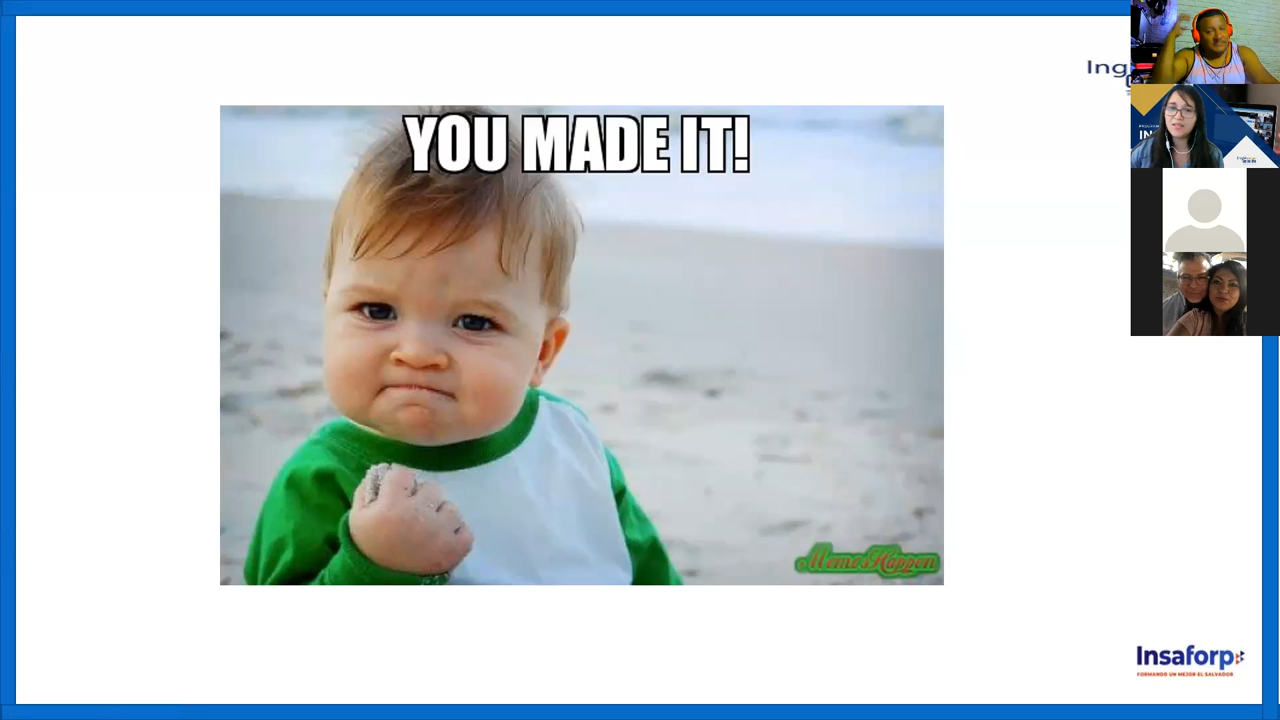 YOU MADE IT!
Ing
MemesHappen
Insaforp
FORMANDO UN MEJOR EL SALVADOR